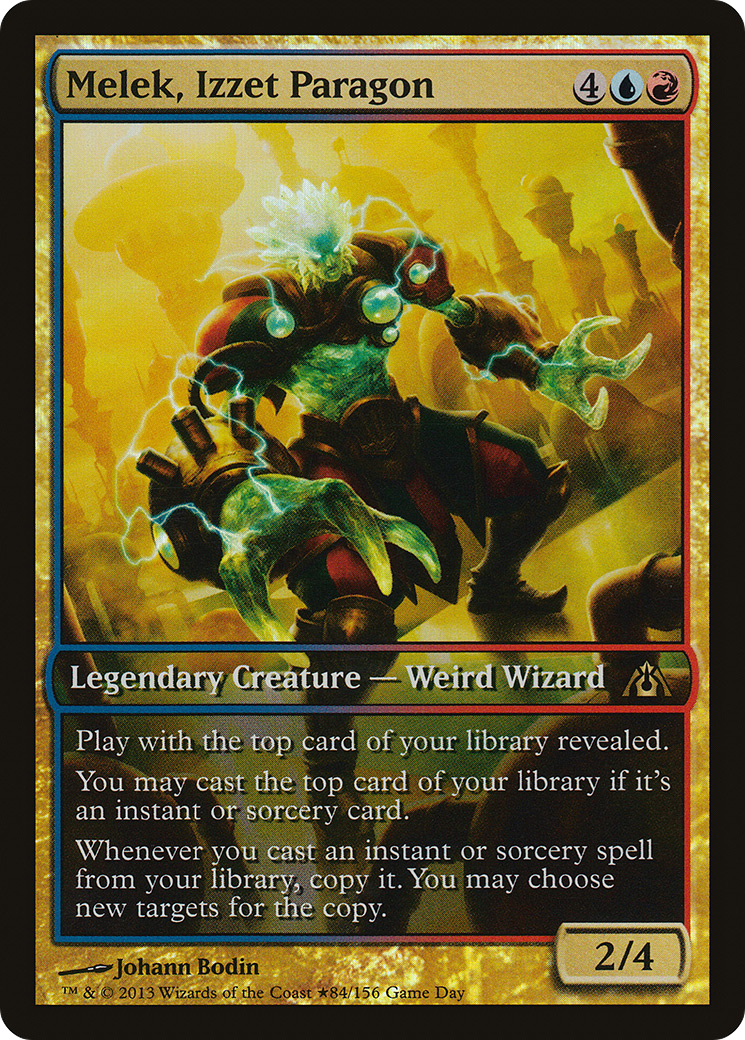 Melek, Izzet Paragon 4
Legendary Creature — Weird Wizard
Play with the top card of your library revealed.
You may cast the top card of your library if it's
an instant or sorcery card.
Whenever you cast an instant or sorcery spell
from your library, copy it. You may choose
new targets for the copy.
2/4
Johann Bodin
™ & © 2013 Wizards of the Coast ★84/156 Game Day